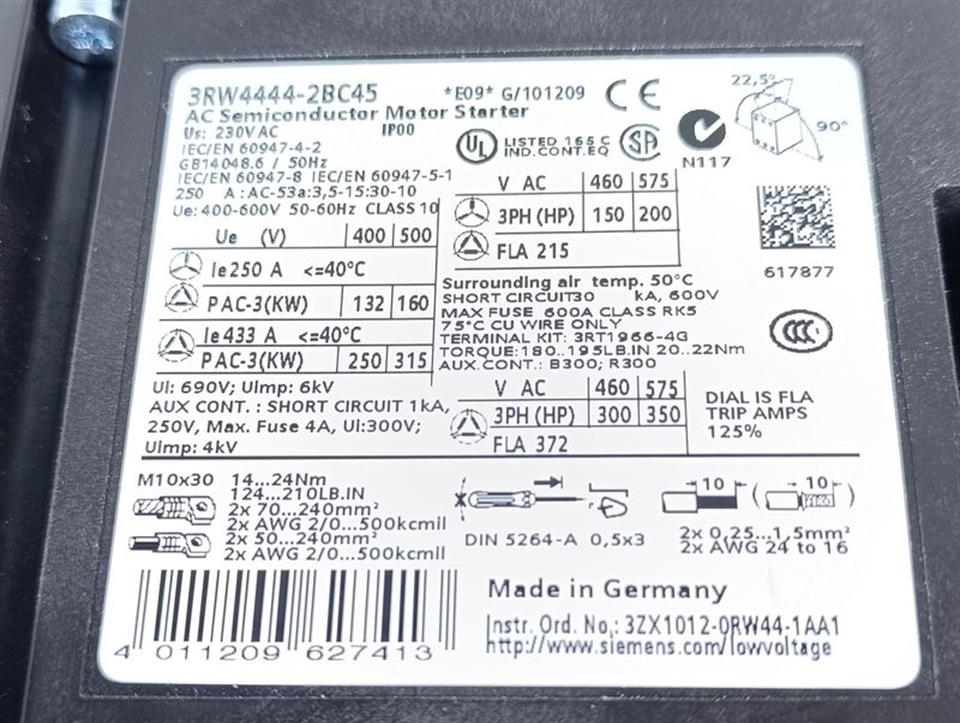 3RW4444-2BC45 *E09* G/101209 CE
AC Semiconductor Motor Starter
Us: 230V AC IP00
IEC/EN 60947-4-2
GB14048.6 / 50Hz
IEC/EN 60947-8 IEC/EN 60947-5-1
250 A : AC-53a:3,5-15:30-10
Ue: 400-600V 50-60Hz CLASS 10
UL LISTED 165 C
IND.CONT.EQ
SA
N117
22,5°
90°
Ue (V) 400 500
Ie250 A <=40°C
PAC-3(KW) 132 160
Ie433 A <=40°C
PAC-3(KW) 250 315
UI: 690V; UImp: 6kV
AUX CONT. : SHORT CIRCUIT 1kA,
250V, Max. Fuse 4A, UI:300V;
UImp: 4kV
V AC 460 575
3PH (HP) 150 200
FLA 215
Surrounding air temp. 50°C
SHORT CIRCUIT30 kA, 600V
MAX FUSE 600A CLASS RK5
75°C CU WIRE ONLY
TERMINAL KIT: 3RT1966-4G
TORQUE:180..195LB.IN 20..22Nm
AUX.CONT.: B300; R300
V AC 460 575
3PH(HP) 300 350
FLA 372
617877
CCC
DIAL IS FLA
TRIP AMPS
125%
M10x30 14...24Nm
124...210LB.IN
2x 70...240mm²
2x AWG 2/0...500kcmil
2x 50...240mm²
2x AWG 2/0...500kcmil
DIN 5264-A 0,5x3
10
10
2x 0,25...1,5mm²
2x AWG 24 to 16
4 011209 627413
Made in Germany
Instr. Ord. No.: 3ZX1012-0RW44-1AA1
http://www.siemens.com/lowvoltage